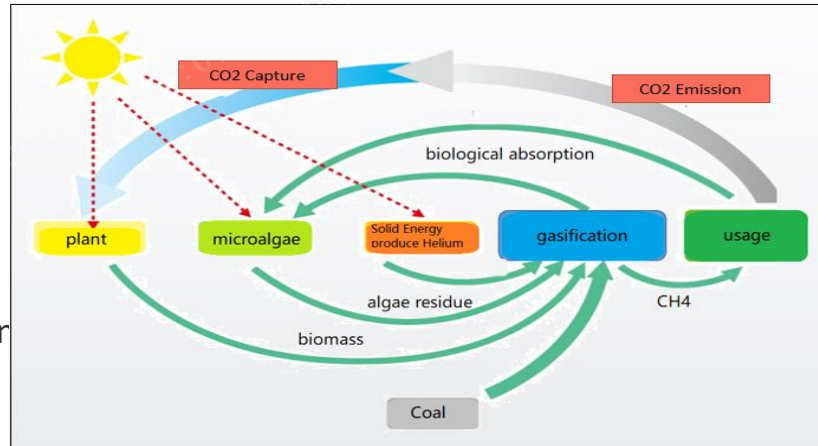 CO2 Capture
CO2 Emission
biological absorption
plant
microalgae
Solid Energy
produce Helium
gasification
usage
algae residue
CH4
biomass
Coal